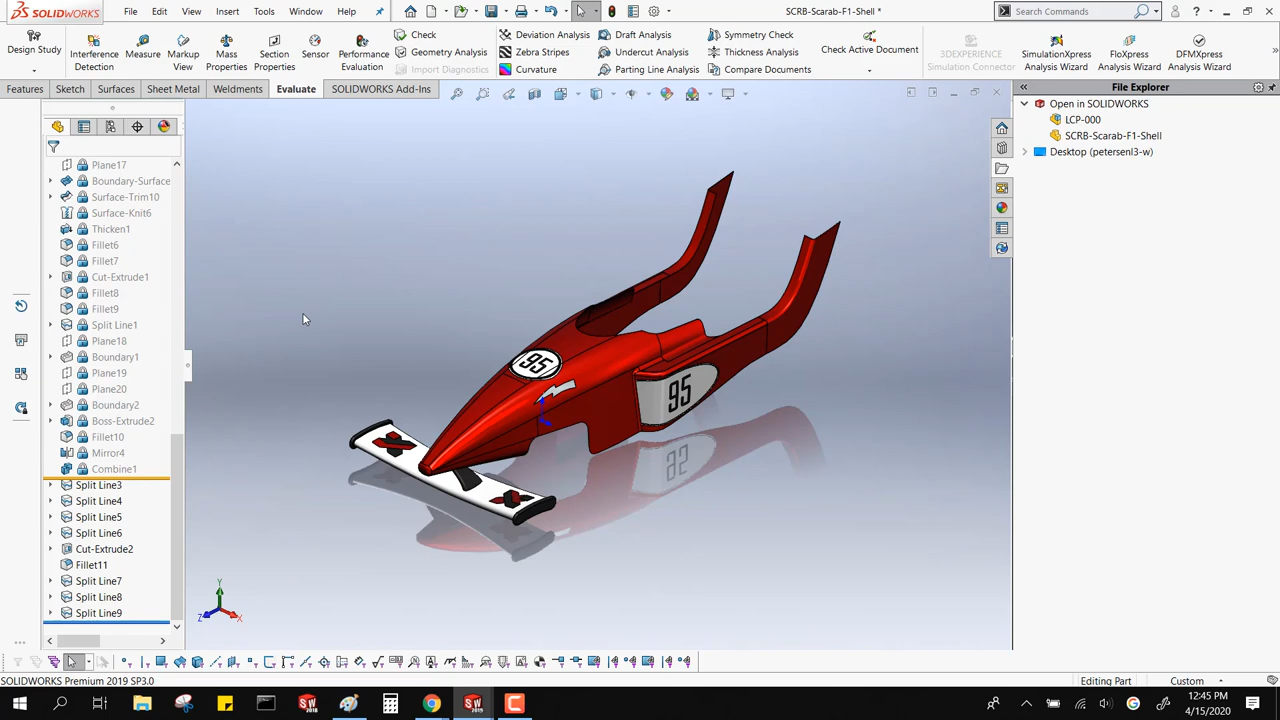 SOLIDWORKS File Edit View Insert Tools Window Help SCRB-Scarab-F1-Shell * Search Commands
Design Study
Interference Detection
Measure
Markup View
Mass Properties
Section Properties
Sensor
Performance Evaluation
Check
Geometry Analysis
Import Diagnostics
Deviation Analysis
Zebra Stripes
Curvature
Draft Analysis
Undercut Analysis
Parting Line Analysis
Symmetry Check
Thickness Analysis
Compare Documents
Check Active Document
3DEXPERIENCE Simulation Connector
SimulationXpress Analysis Wizard
FloXpress Analysis Wizard
DFMXpress Analysis Wizard
Features Sketch Surfaces Sheet Metal Weldments Evaluate SOLIDWORKS Add-Ins
File Explorer
Open in SOLIDWORKS
LCP-000
SCRB-Scarab-F1-Shell
Desktop (petersenl3-w)
Plane17
Boundary-Surface
Surface-Trim10
Surface-Knit6
Thicken1
Fillet6
Fillet7
Cut-Extrude1
Fillet8
Fillet9
Split Line1
Plane18
Boundary1
Plane19
Plane20
Boundary2
Boss-Extrude2
Fillet10
Mirror4
Combine1
Split Line3
Split Line4
Split Line5
Split Line6
Cut-Extrude2
Fillet11
Split Line7
Split Line8
Split Line9
95
95
Y
Z
X
SOLIDWORKS Premium 2019 SP3.0 Editing Part Custom
12:45 PM
4/15/2020